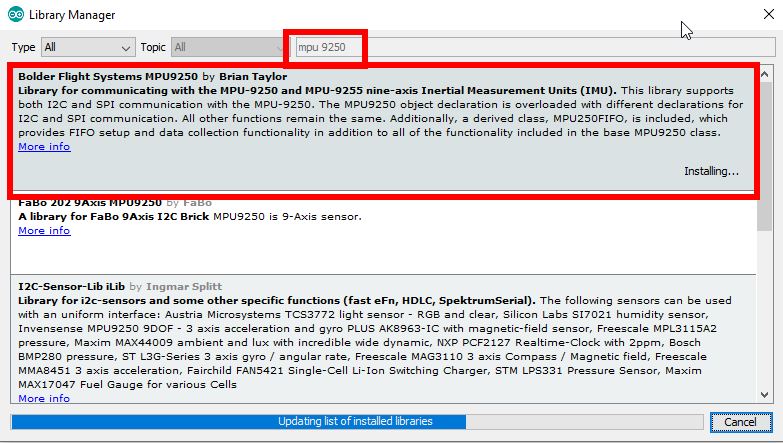 Library Manager
Type All Topic All mpu 9250
Bolder Flight Systems MPU9250 by Brian Taylor
Library for communicating with the MPU-9250 and MPU-9255 nine-axis Inertial Measurement Units (IMU). This library supports
both I2C and SPI communication with the MPU-9250. The MPU9250 object declaration is overloaded with different declarations for
I2C and SPI communication. All other functions remain the same. Additionally, a derived class, MPU250FIFO, is included, which
provides FIFO setup and data collection functionality in addition to all of the functionality included in the base MPU9250 class.
More info
Installing...
FaBo 202 9Axis MPU9250 by FaBo
A library for FaBo 9Axis I2C Brick MPU9250 is 9-Axis sensor.
More info
I2C-Sensor-Lib iLib by Ingmar Splitt
Library for i2c-sensors and some other specific functions (fast eFn, HDLC, SpektrumSerial). The following sensors can be used
with an uniform interface: Austria Microsystems TCS3772 light sensor - RGB and clear, Silicon Labs SI7021 humidity sensor,
Invensense MPU9250 9DOF - 3 axis acceleration and gyro PLUS AK8963-IC with magnetic-field sensor, Freescale MPL3115A2
pressure, Maxim MAX44009 ambient and lux with incredible wide dynamic, NXP PCF2127 Realtime-Clock with 2ppm, Bosch
BMP280 pressure, ST L3G-Series 3 axis gyro / angular rate, Freescale MAG3110 3 axis Compass / Magnetic field, Freescale
MMA8451 3 axis acceleration, Fairchild FAN5421 Single-Cell Li-Ion Switching Charger, STM LPS331 Pressure Sensor, Maxim
MAX17047 Fuel Gauge for various Cells
More info
Updating list of installed libraries
Cancel